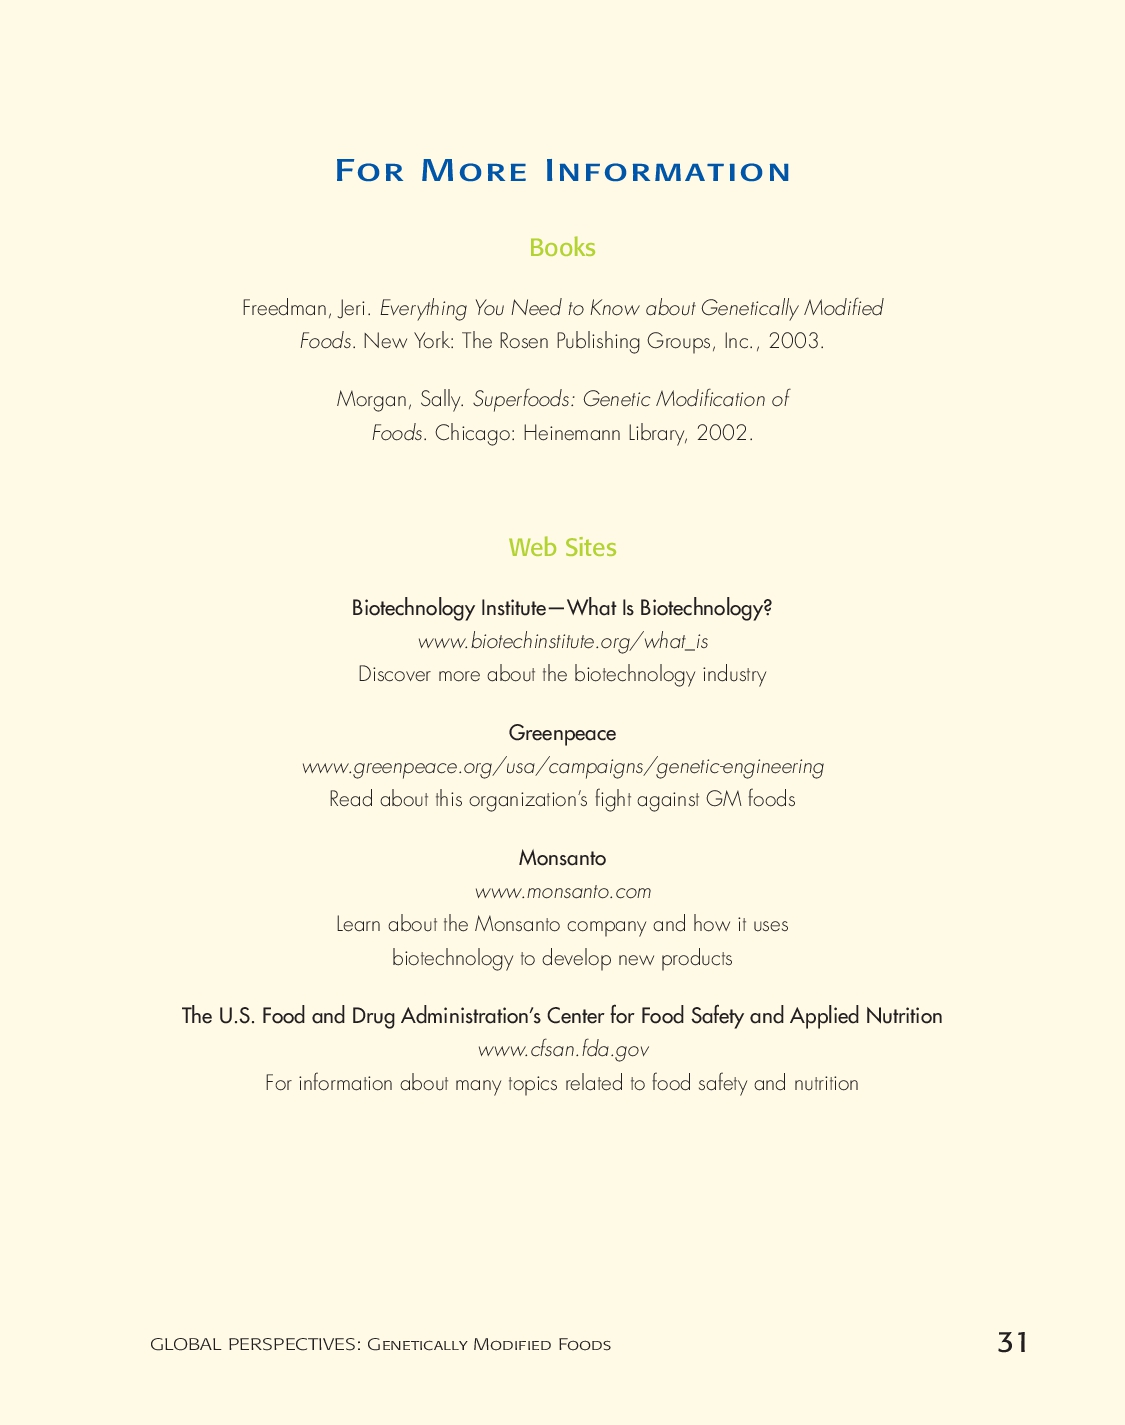 For More Information
Books
Freedman, Jeri. Everything You Need to Know about Genetically Modified
Foods. New York: The Rosen Publishing Groups, Inc., 2003.
Morgan, Sally. Superfoods: Genetic Modification of
Foods. Chicago: Heinemann Library, 2002.
Web Sites
Biotechnology Institute—What Is Biotechnology?
www.biotechinstitute.org/what_is
Discover more about the biotechnology industry
Greenpeace
www.greenpeace.org/usa/campaigns/genetic-engineering
Read about this organization’s fight against GM foods
Monsanto
www.monsanto.com
Learn about the Monsanto company and how it uses
biotechnology to develop new products
The U.S. Food and Drug Administration’s Center for Food Safety and Applied Nutrition
www.cfsan.fda.gov
For information about many topics related to food safety and nutrition
GLOBAL PERSPECTIVES: Genetically Modified Foods 31